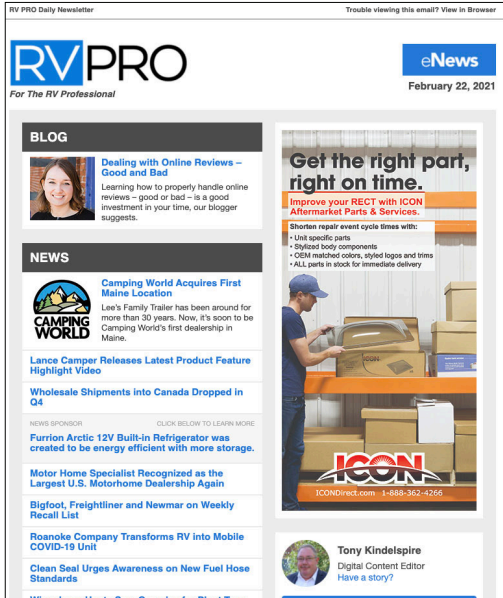 RV PRO Daily Newsletter
Trouble viewing this email? View in Browser
RVPRO
For The RV Professional
eNews
February 22, 2021
BLOG
Dealing with Online Reviews –
Good and Bad
Learning how to properly handle online
reviews – good or bad – is a good
investment in your time, our blogger
suggests.
NEWS
CAMPING
WORLD
Camping World Acquires First
Maine Location
Lee's Family Trailer has been around for
more than 30 years. Now, it's soon to be
Camping World's first dealership in
Maine.
Lance Camper Releases Latest Product Feature
Highlight Video
Wholesale Shipments into Canada Dropped in
Q4
NEWS SPONSOR
CLICK BELOW TO LEARN MORE
Furrion Arctic 12V Built-in Refrigerator was
created to be energy efficient with more storage.
Motor Home Specialist Recognized as the
Largest U.S. Motorhome Dealership Again
Bigfoot, Freightliner and Newmar on Weekly
Recall List
Roanoke Company Transforms RV into Mobile
COVID-19 Unit
Clean Seal Urges Awareness on New Fuel Hose
Standards
Get the right part,
right on time.
Improve your RECT with ICON
Aftermarket Parts & Services.
Shorten repair event cycle times with:
• Unit specific parts
• Stylized body components
• OEM matched colors, styled logos and trims
• ALL parts in stock for immediate delivery
ICON
ICON
ICONDirect.com 1-888-362-4266
Tony Kindelspire
Digital Content Editor
Have a story?